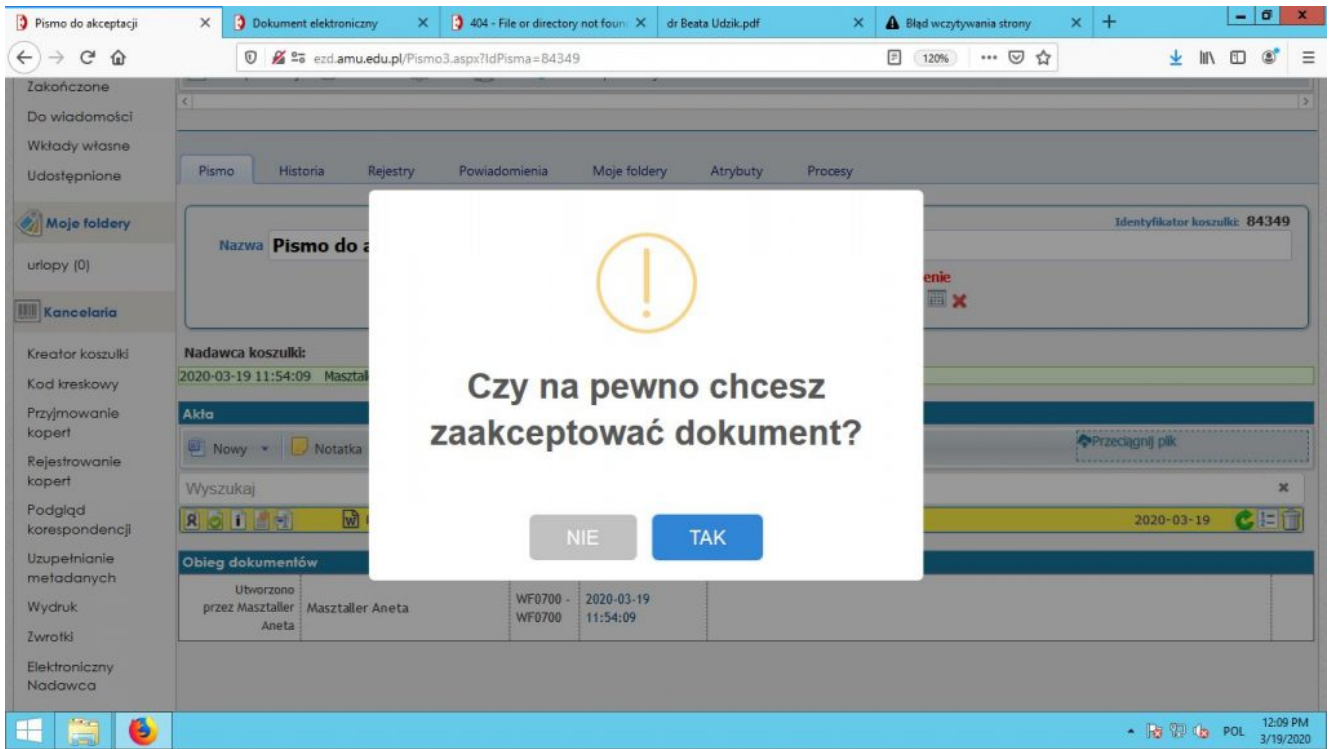 Pismo do akceptacji
Dokument elektroniczny
404 - File or directory not foun
dr Beata Udzik.pdf
Błąd wczytywania strony
ezd.amu.edu.pl/Pismo3.aspx?IdPisma=84349
120%
Zakończone
Do wiadomości
Wkłady własne
Udostępnione
Moje foldery
urlopy (0)
Kancelaria
Kreator koszulki
Kod kreskowy
Przyjmowanie
kopert
Rejestrowanie
kopert
Podgląd
korespondencji
Uzupełnianie
metadanych
Wydruk
Zwrotki
Elektroniczny
Nadawca
Pismo Historia Rejestry Powiadomienia Moje foldery Atrybuty Procesy
Identyfikator koszulki: 84349
Nazwa Pismo do a
enie
Nadawca koszulki:
2020-03-19 11:54:09 Masztal
Akta
Nowy Notatka
Przeciągnij plik
Wyszukaj
2020-03-19
Obieg dokumentów
Utworzono
przez Masztaller
Aneta
Masztaller Aneta
WF0700 -
WF0700
2020-03-19
11:54:09
Czy na pewno chcesz
zaakceptować dokument?
NIE TAK
POL
12:09 PM
3/19/2020